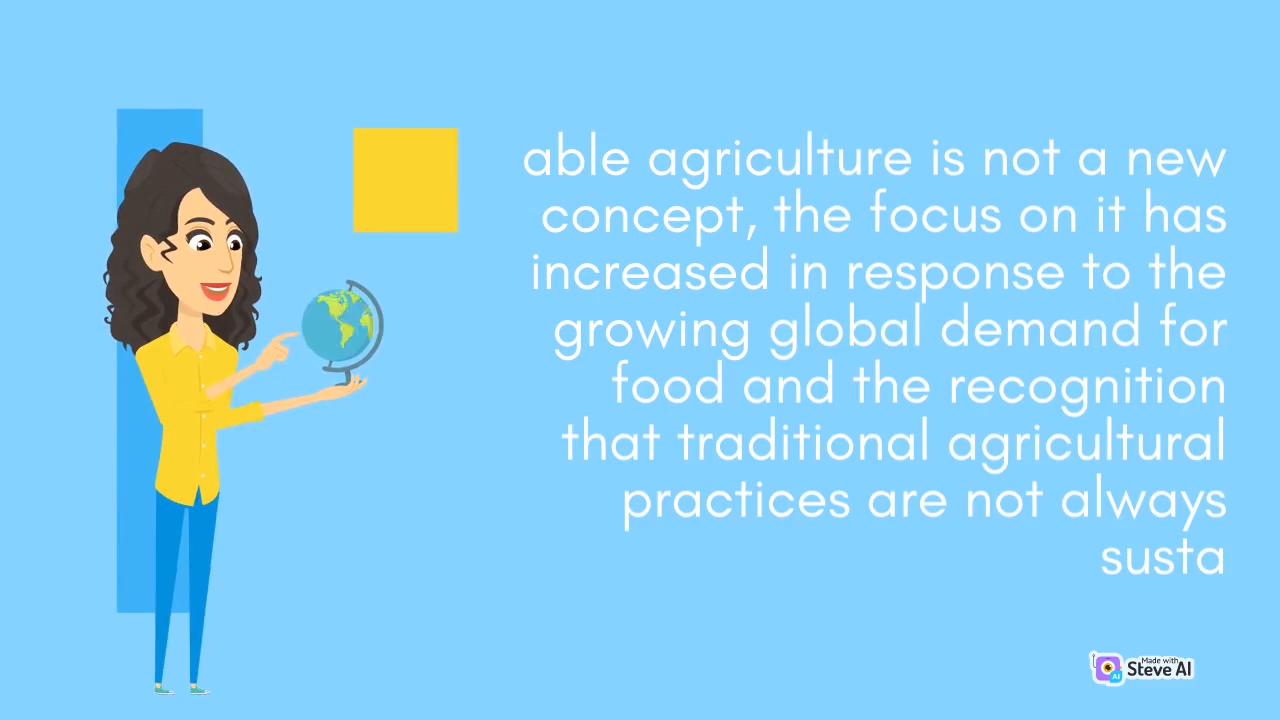 able agriculture is not a new
concept, the focus on it has
increased in response to the
growing global demand for
food and the recognition
that traditional agricultural
practices are not always
susta
Made with
Steve AI
AI